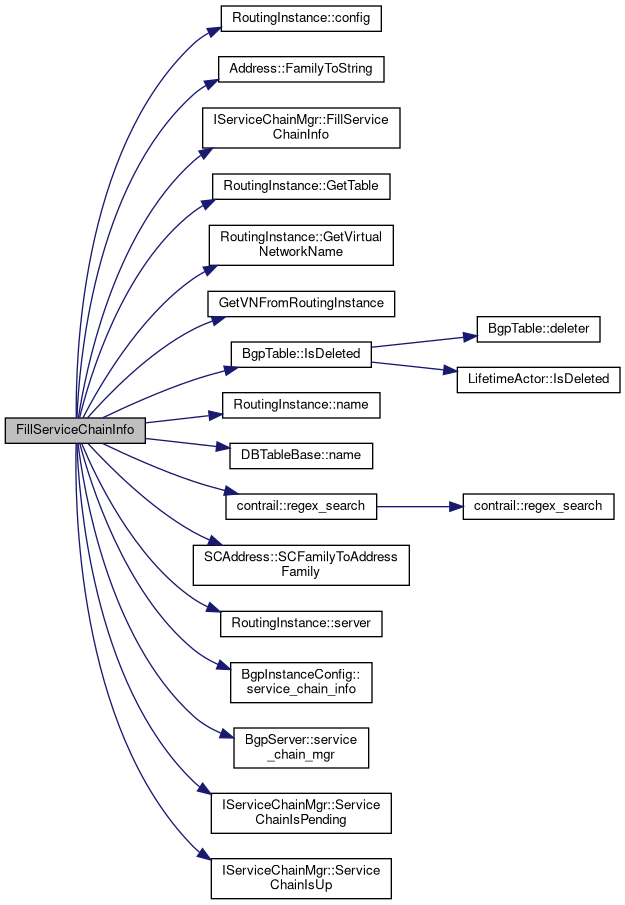 RoutingInstance::config
Address::FamilyToString
IServiceChainMgr::FillService
ChainInfo
RoutingInstance::GetTable
RoutingInstance::GetVirtual
NetworkName
GetVNFromRoutingInstance
BgpTable::IsDeleted
BgpTable::deleter
LifetimeActor::IsDeleted
RoutingInstance::name
FillServiceChainInfo
DBTableBase::name
contrail::regex_search
contrail::regex_search
SCAddress::SCFamilyToAddress
Family
RoutingInstance::server
BgpInstanceConfig::
service_chain_info
BgpServer::service
_chain_mgr
IServiceChainMgr::Service
ChainIsPending
IServiceChainMgr::Service
ChainIsUp